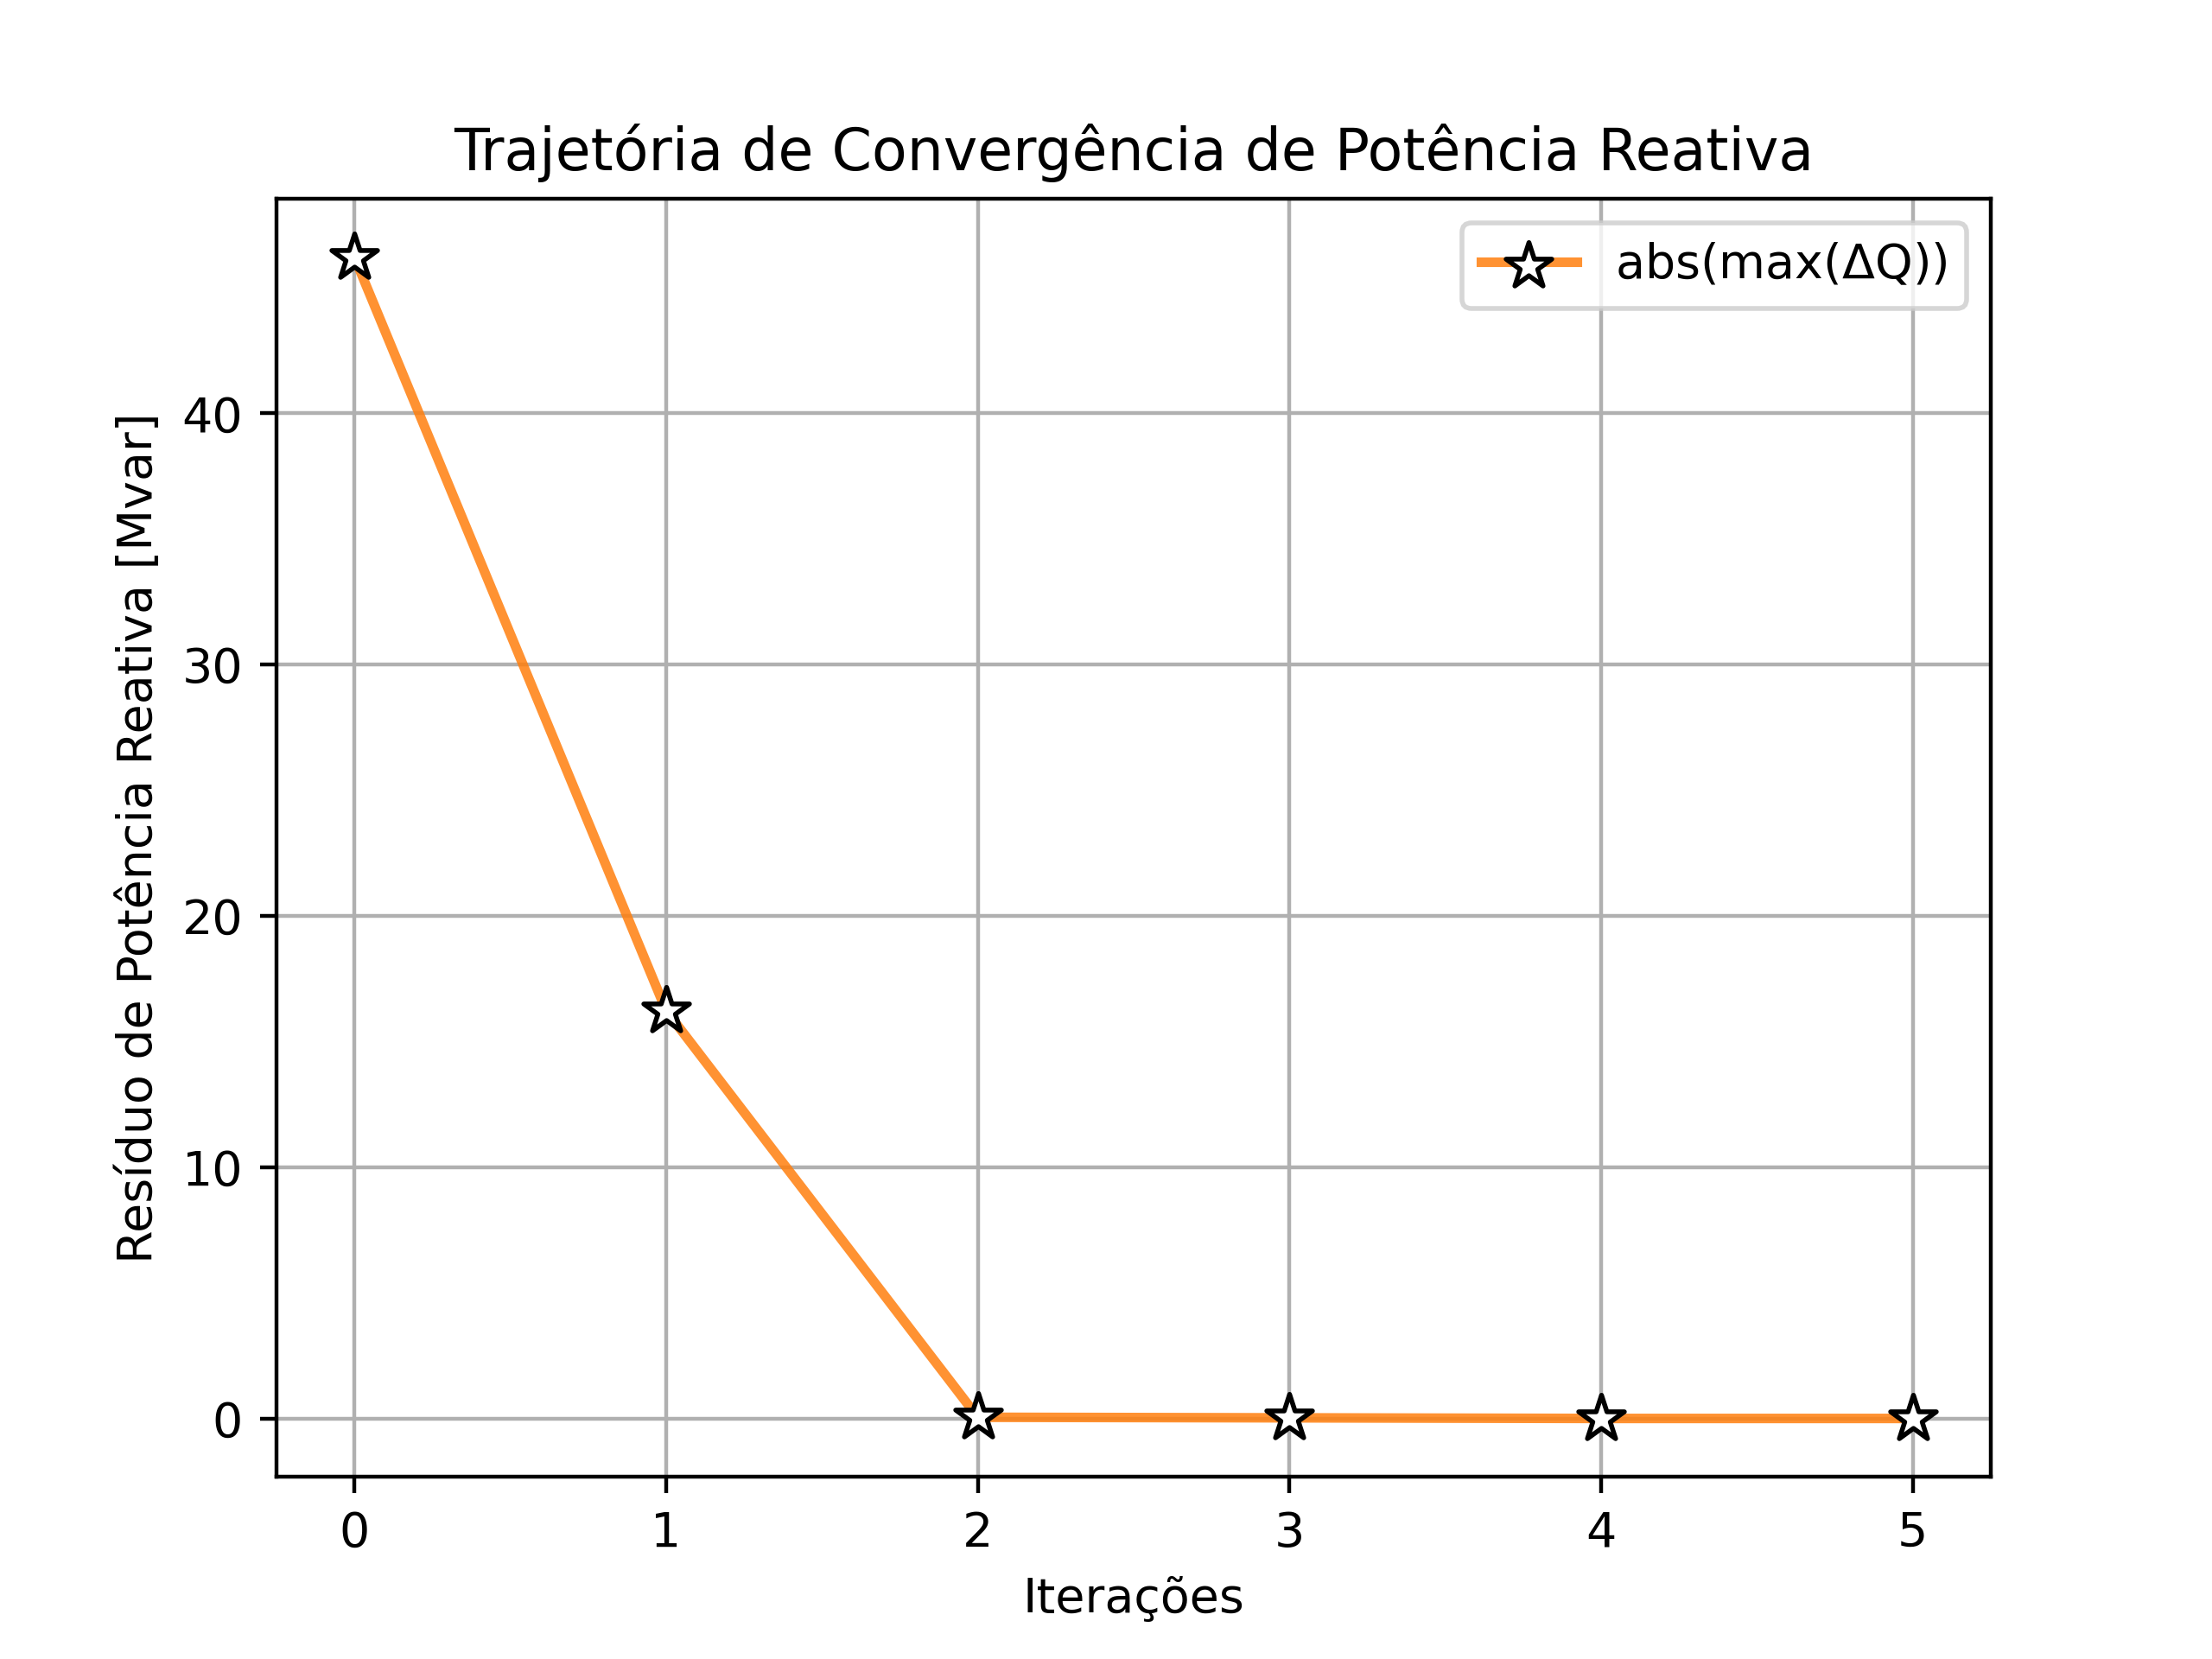 Trajetória de Convergência de Potência Reativa
abs(max(ΔQ))
Resíduo de Potência Reativa [Mvar]
40
30
20
10
0
0 1 2 3 4 5
Iterações